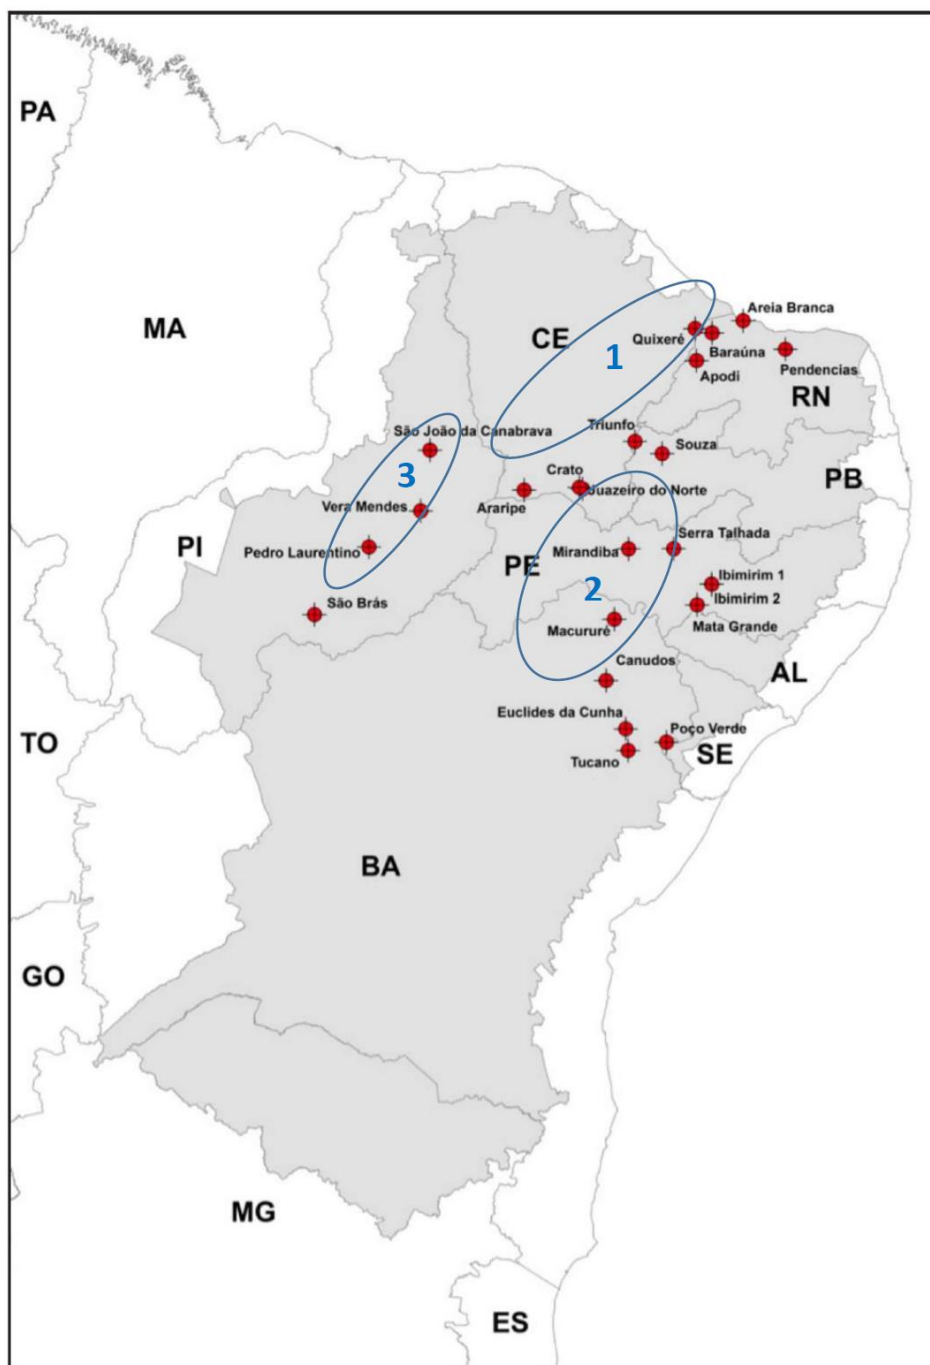 PA
MA
CE
1
Areia Branca
Quixeré
Baraúna
Apodi
Pendencias
RN
São João da Canabrava
Triunfo
Souza
3
Crato
Juazeiro do Norte
PB
Araripe
Vera Mendes
PI
Pedro Laurentino
PE
Mirandiba
Serra Talhada
2
Ibimirim 1
Ibimirim 2
São Brás
Macururé
Mata Grande
Canudos
AL
Euclides da Cunha
Poço Verde
TO
Tucano
SE
BA
GO
MG
ES